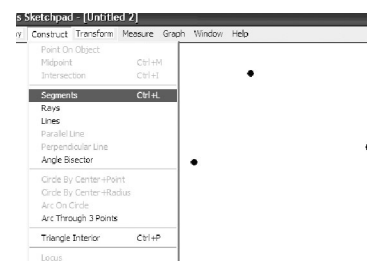 s Sketchpad - [Untitled 2]
ay Construct Transform Measure Graph Window Help
Point On Object
Midpoint Ctrl+M
Intersection Ctrl+I
Segments Ctrl+L
Rays
Lines
Parallel Line
Perpendicular Line
Angle Bisector
Circle By Center+Point
Circle By Center+Radius
Arc On Circle
Arc Through 3 Points
Triangle Interior Ctrl+P
Locus